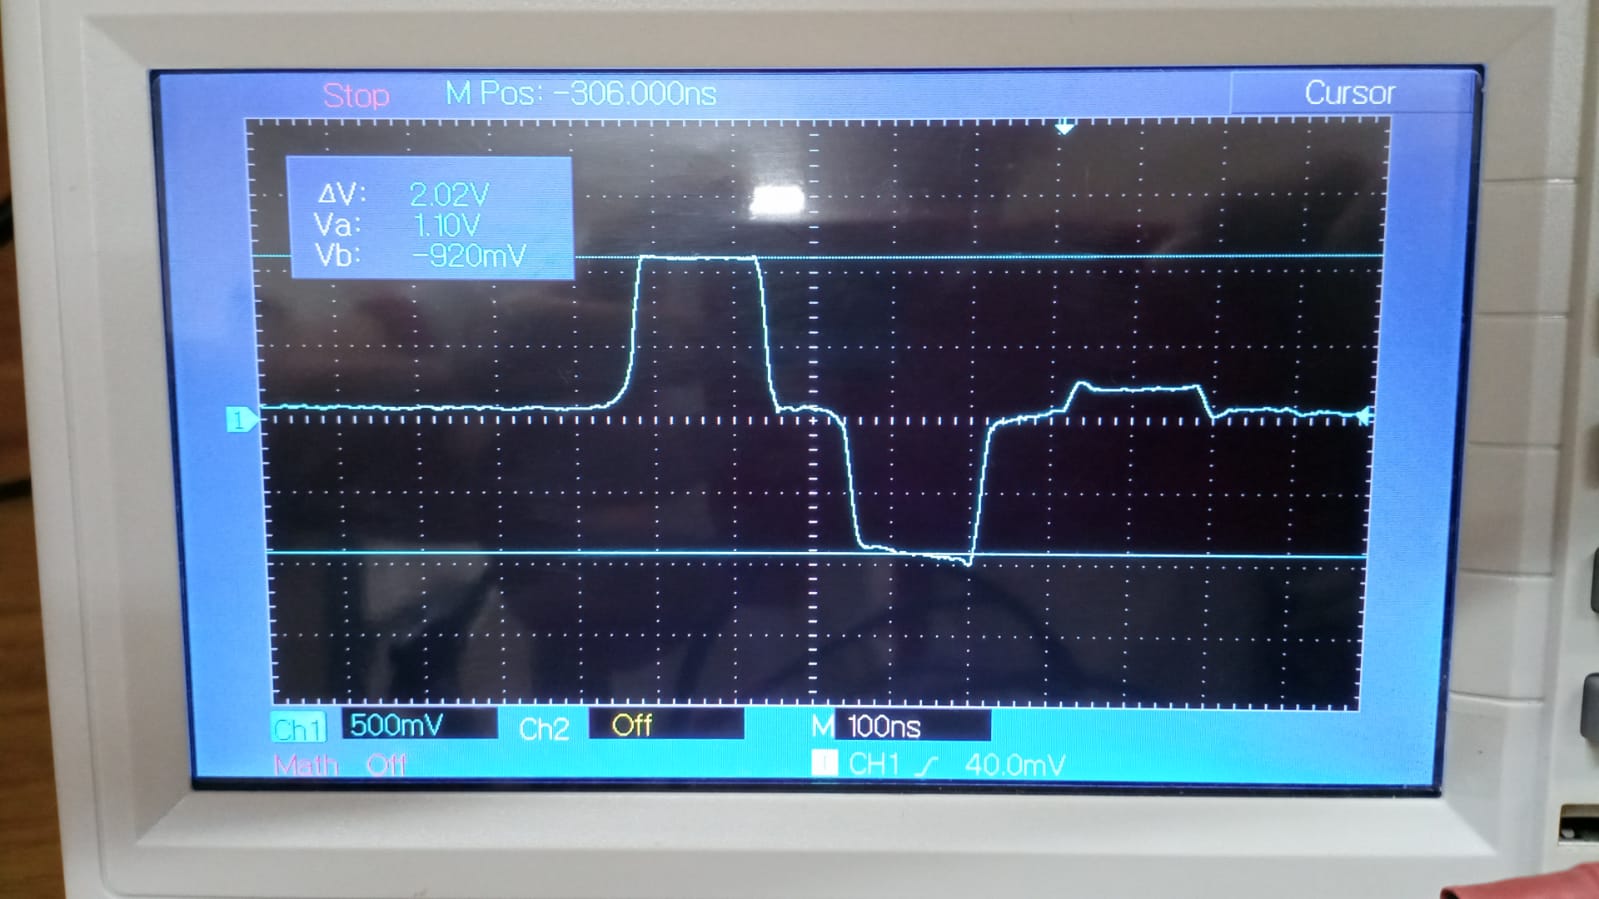 Stop M Pos: -306.000ns Cursor
ΔV: 2.02V
Va: 1.10V
Vb: -920mV
1
Ch1 500mV Ch2 Off M 100ns
Math Off 1 CH1 40.0mV